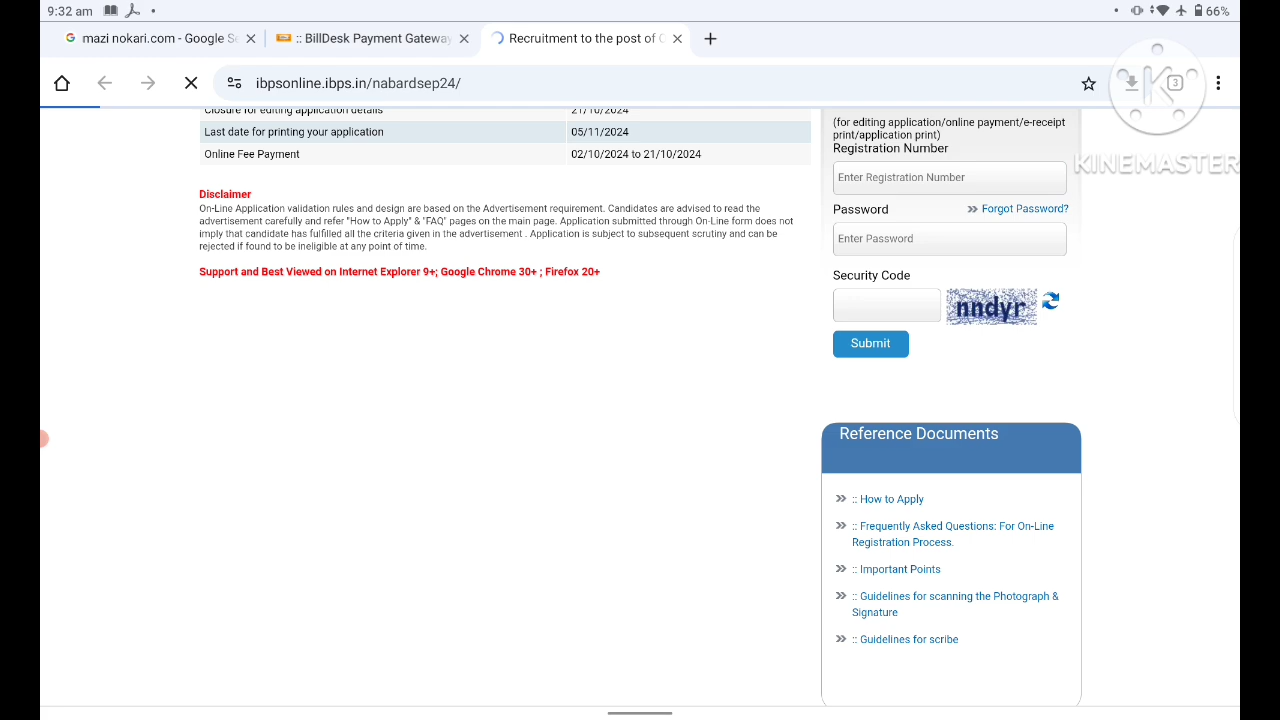 9:32 am
66%
mazi nokari.com - Google Se
:: BillDesk Payment Gateway
Recruitment to the post of O
ibpsonline.ibps.in/nabardsep24/
3
KINEMASTER
Closure for editing application details 21/10/2024
Last date for printing your application 05/11/2024
Online Fee Payment 02/10/2024 to 21/10/2024
Disclaimer
On-Line Application validation rules and design are based on the Advertisement requirement. Candidates are advised to read the
advertisement carefully and refer "How to Apply" & "FAQ" pages on the main page. Application submitted through On-Line form does not
imply that candidate has fulfilled all the criteria given in the advertisement . Application is subject to subsequent scrutiny and can be
rejected if found to be ineligible at any point of time.
Support and Best Viewed on Internet Explorer 9+; Google Chrome 30+ ; Firefox 20+
(for editing application/online payment/e-receipt
print/application print)
Registration Number
Enter Registration Number
Password
Forgot Password?
Enter Password
Security Code
nndyr
Submit
Reference Documents
:: How to Apply
:: Frequently Asked Questions: For On-Line
Registration Process.
:: Important Points
:: Guidelines for scanning the Photograph &
Signature
:: Guidelines for scribe